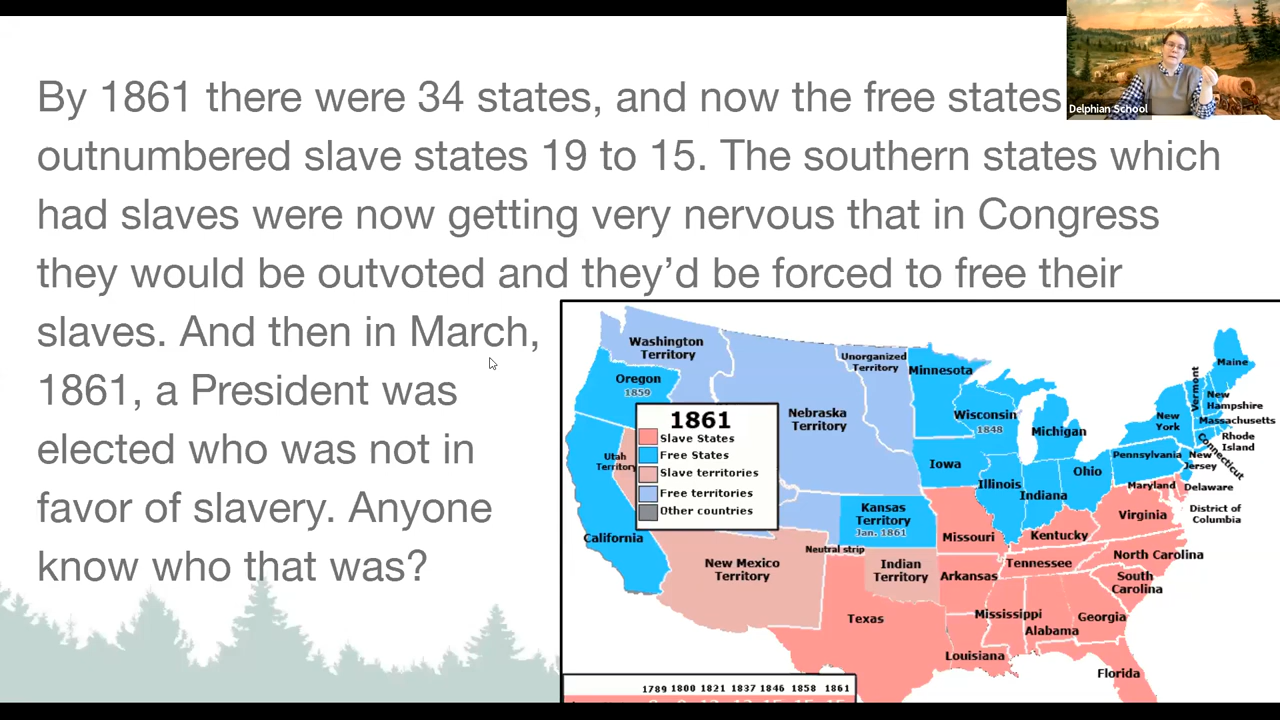 By 1861 there were 34 states, and now the free states
outnumbered slave states 19 to 15. The southern states which
had slaves were now getting very nervous that in Congress
they would be outvoted and they’d be forced to free their
slaves. And then in March,
1861, a President was
elected who was not in
favor of slavery. Anyone
know who that was?
Delphian School
Washington
Territory
Oregon
1859
Unorganized
Territory
Minnesota
Nebraska
Territory
Wisconsin
1848
Michigan
Maine
Vermont
New
Hampshire
Massachusetts
New
York
Rhode
Island
Connecticut
Pennsylvania
New
Jersey
1861
Slave States
Free States
Slave territories
Free territories
Other countries
Utah
Territory
Iowa
Illinois
Indiana
Ohio
Maryland
Delaware
District of
Columbia
Virginia
California
Kansas
Territory
Jan. 1861
Missouri
Kentucky
Neutral strip
New Mexico
Territory
Indian
Territory
Arkansas
Tennessee
North Carolina
South
Carolina
Texas
Mississippi
Alabama
Georgia
Louisiana
Florida
1789 1800 1821 1837 1846 1858 1861